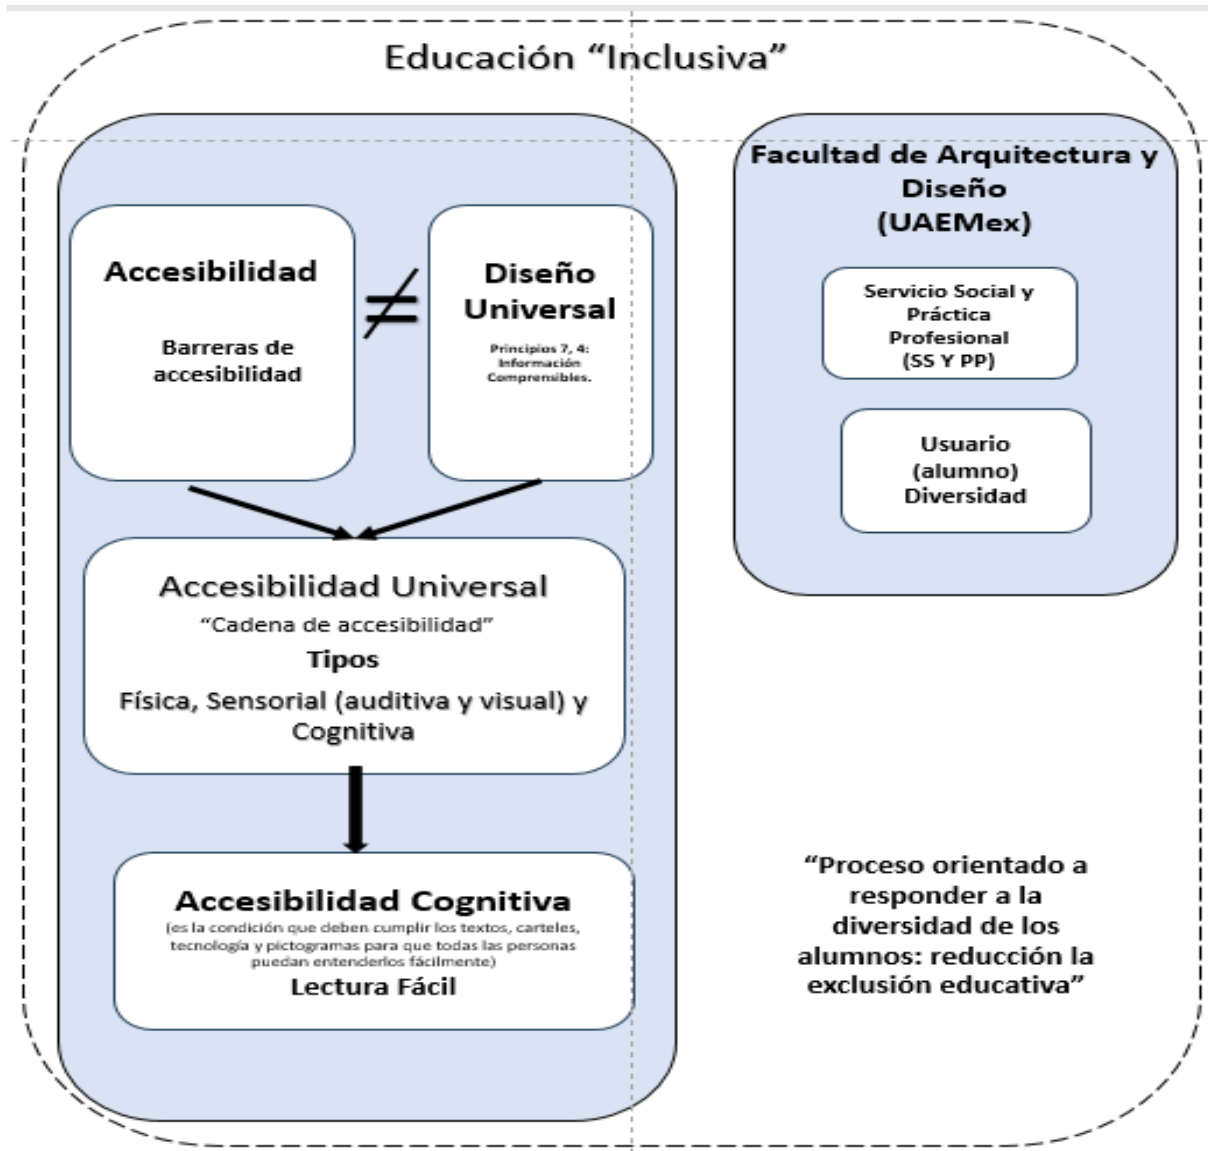 Educación “Inclusiva”
Accesibilidad
Barreras de
accesibilidad
≠
Diseño
Universal
Principios 7, 4:
Información
Comprensibles.
Accesibilidad Universal
“Cadena de accesibilidad”
Tipos
Física, Sensorial (auditiva y visual) y
Cognitiva
Accesibilidad Cognitiva
(es la condición que deben cumplir los textos, carteles,
tecnología y pictogramas para que todas las personas
puedan entenderlos fácilmente)
Lectura Fácil
Facultad de Arquitectura y
Diseño
(UAEMex)
Servicio Social y
Práctica
Profesional
(SS Y PP)
Usuario
(alumno)
Diversidad
“Proceso orientado a
responder a la
diversidad de los
alumnos: reducción la
exclusión educativa”